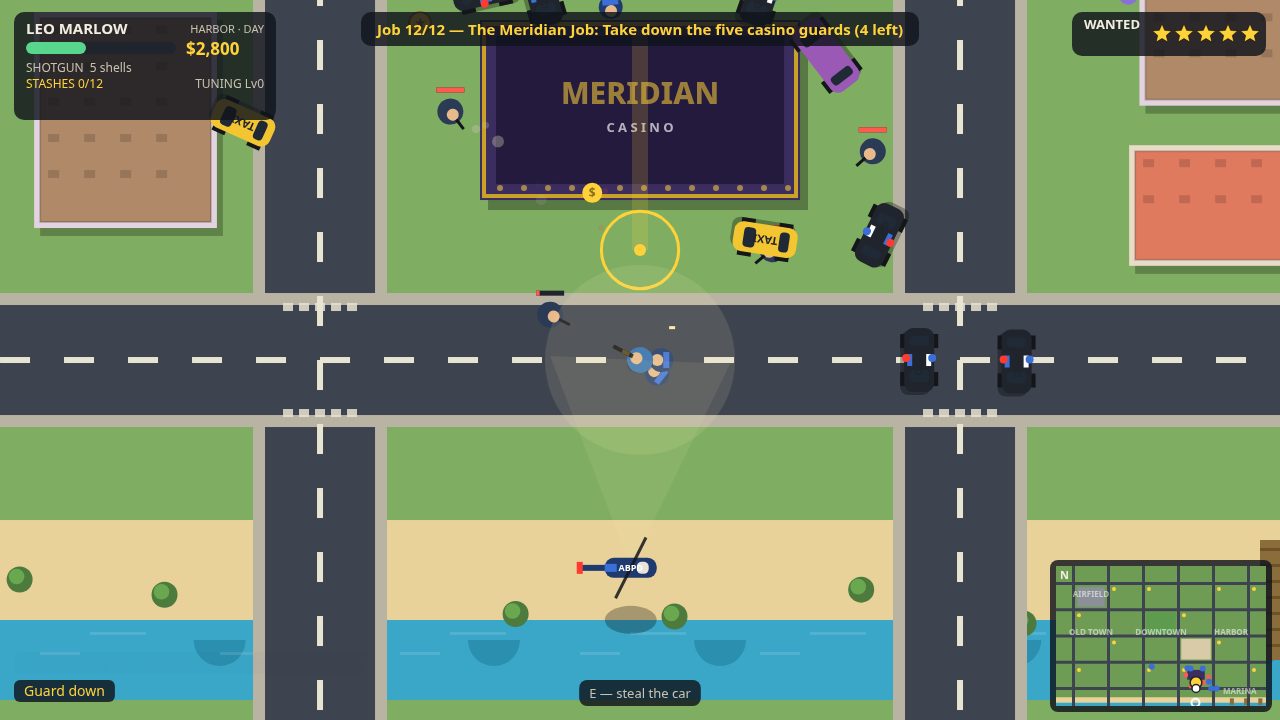 LEO MARLOW
HARBOR · DAY
$2,800
SHOTGUN 5 shells
STASHES 0/12
TUNING Lv0
Job 12/12 — The Meridian Job: Take down the five casino guards (4 left)
WANTED
TAXI
MERIDIAN
CASINO
$
TAXI
ABPD
N
AIRFIELD
OLD TOWN
DOWNTOWN
HARBOR
MARINA
Guard down
E — steal the car